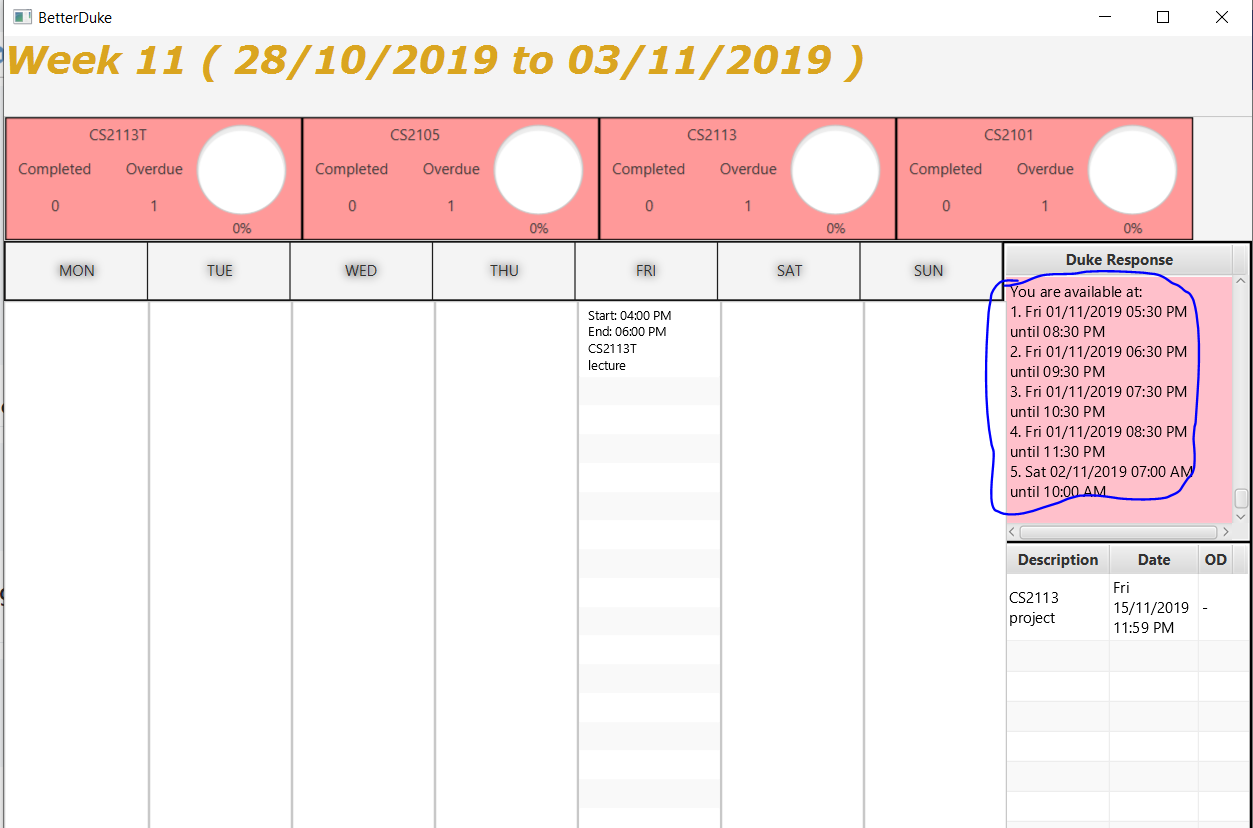 BetterDuke
Week 11 ( 28/10/2019 to 03/11/2019 )
CS2113T
Completed Overdue
0 1
0%
CS2105
Completed Overdue
0 1
0%
CS2113
Completed Overdue
0 1
0%
CS2101
Completed Overdue
0 1
0%
MON TUE WED THU FRI SAT SUN
Start: 04:00 PM
End: 06:00 PM
CS2113T
lecture
Duke Response
You are available at:
1. Fri 01/11/2019 05:30 PM
until 08:30 PM
2. Fri 01/11/2019 06:30 PM
until 09:30 PM
3. Fri 01/11/2019 07:30 PM
until 10:30 PM
4. Fri 01/11/2019 08:30 PM
until 11:30 PM
5. Sat 02/11/2019 07:00 AM
until 10:00 AM
Description Date OD
CS2113
project
Fri
15/11/2019
11:59 PM
-